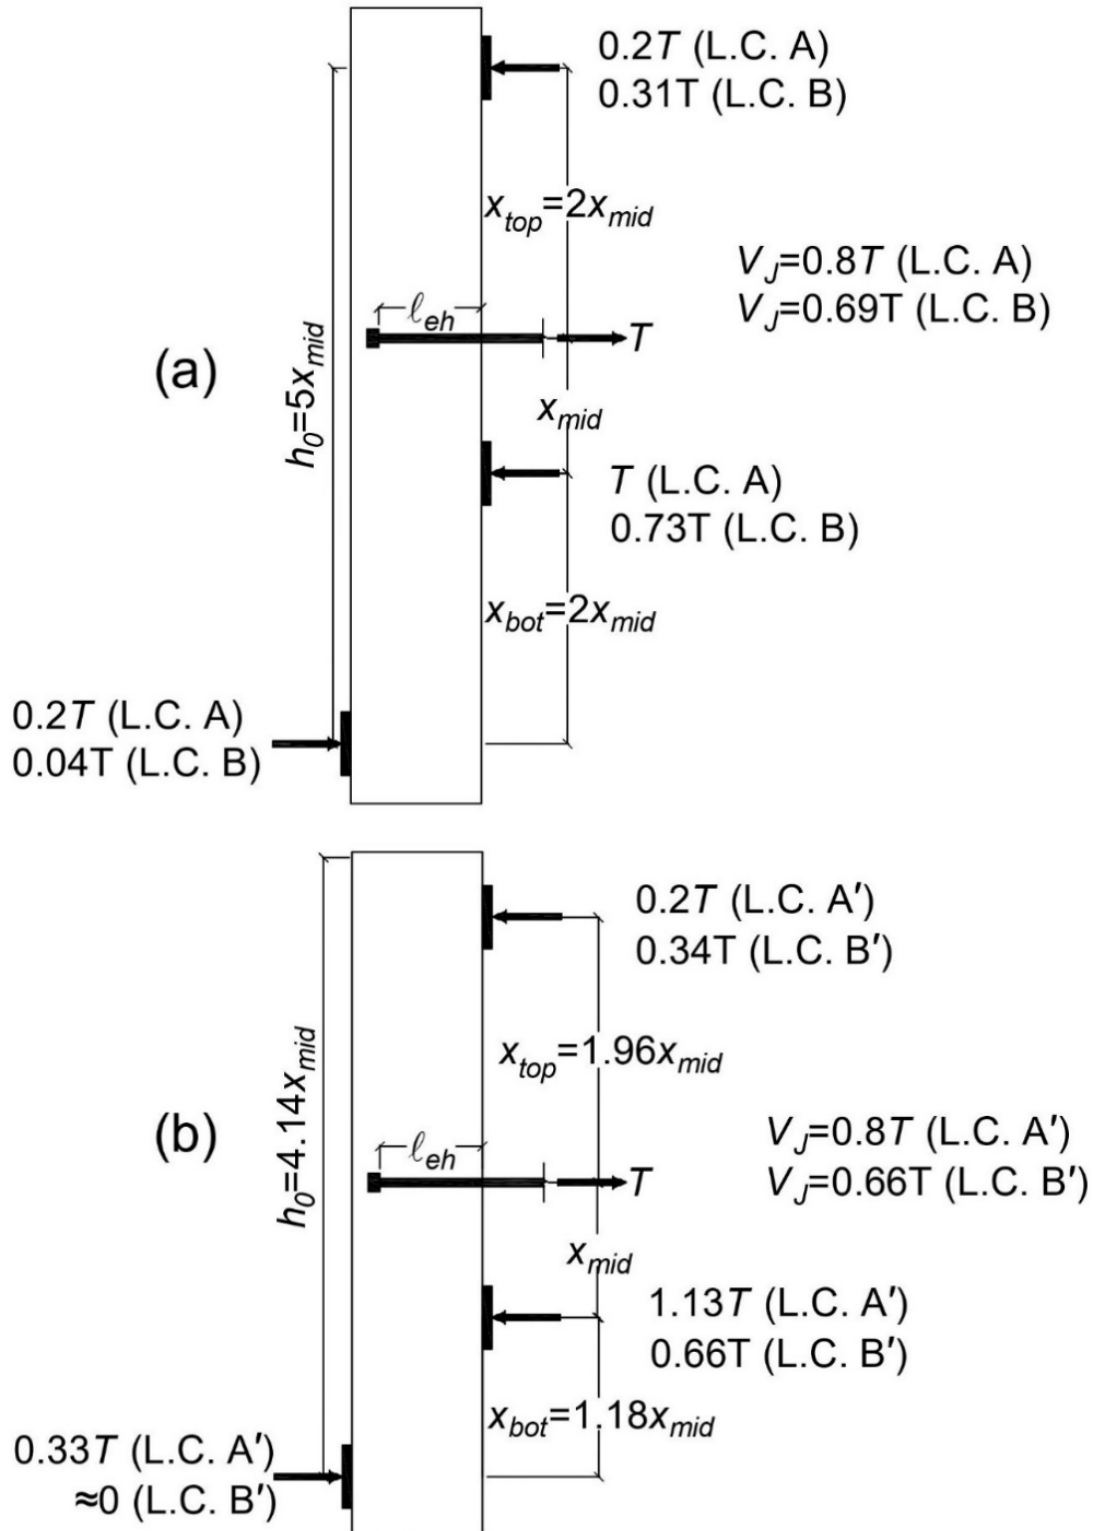 0.2T (L.C. A)
0.31T (L.C. B)
x_top=2x_mid
V_J=0.8T (L.C. A)
V_J=0.69T (L.C. B)
ℓ_eh
T
(a)
h_0=5x_mid
x_mid
T (L.C. A)
0.73T (L.C. B)
x_bot=2x_mid
0.2T (L.C. A)
0.04T (L.C. B)
0.2T (L.C. A′)
0.34T (L.C. B′)
x_top=1.96x_mid
V_J=0.8T (L.C. A′)
V_J=0.66T (L.C. B′)
(b)
h_0=4.14x_mid
ℓ_eh
T
x_mid
1.13T (L.C. A′)
0.66T (L.C. B′)
x_bot=1.18x_mid
0.33T (L.C. A′)
≈0 (L.C. B′)